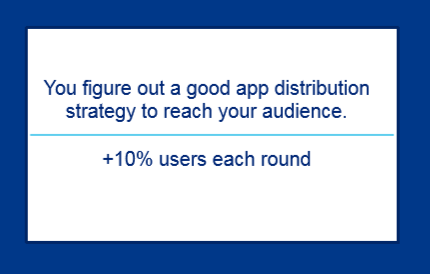 You figure out a good app distribution
strategy to reach your audience.
+10% users each round